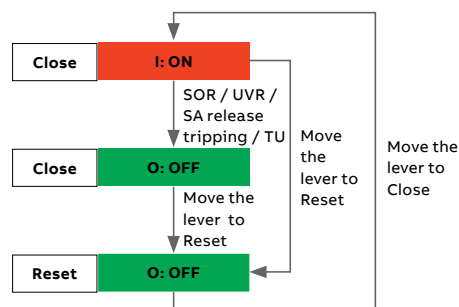 Close
I: ON
SOR / UVR /
SA release
tripping / TU
Move
the
lever to
Reset
Move the
lever to
Close
Close
O: OFF
Move the
lever to
Reset
Reset
O: OFF